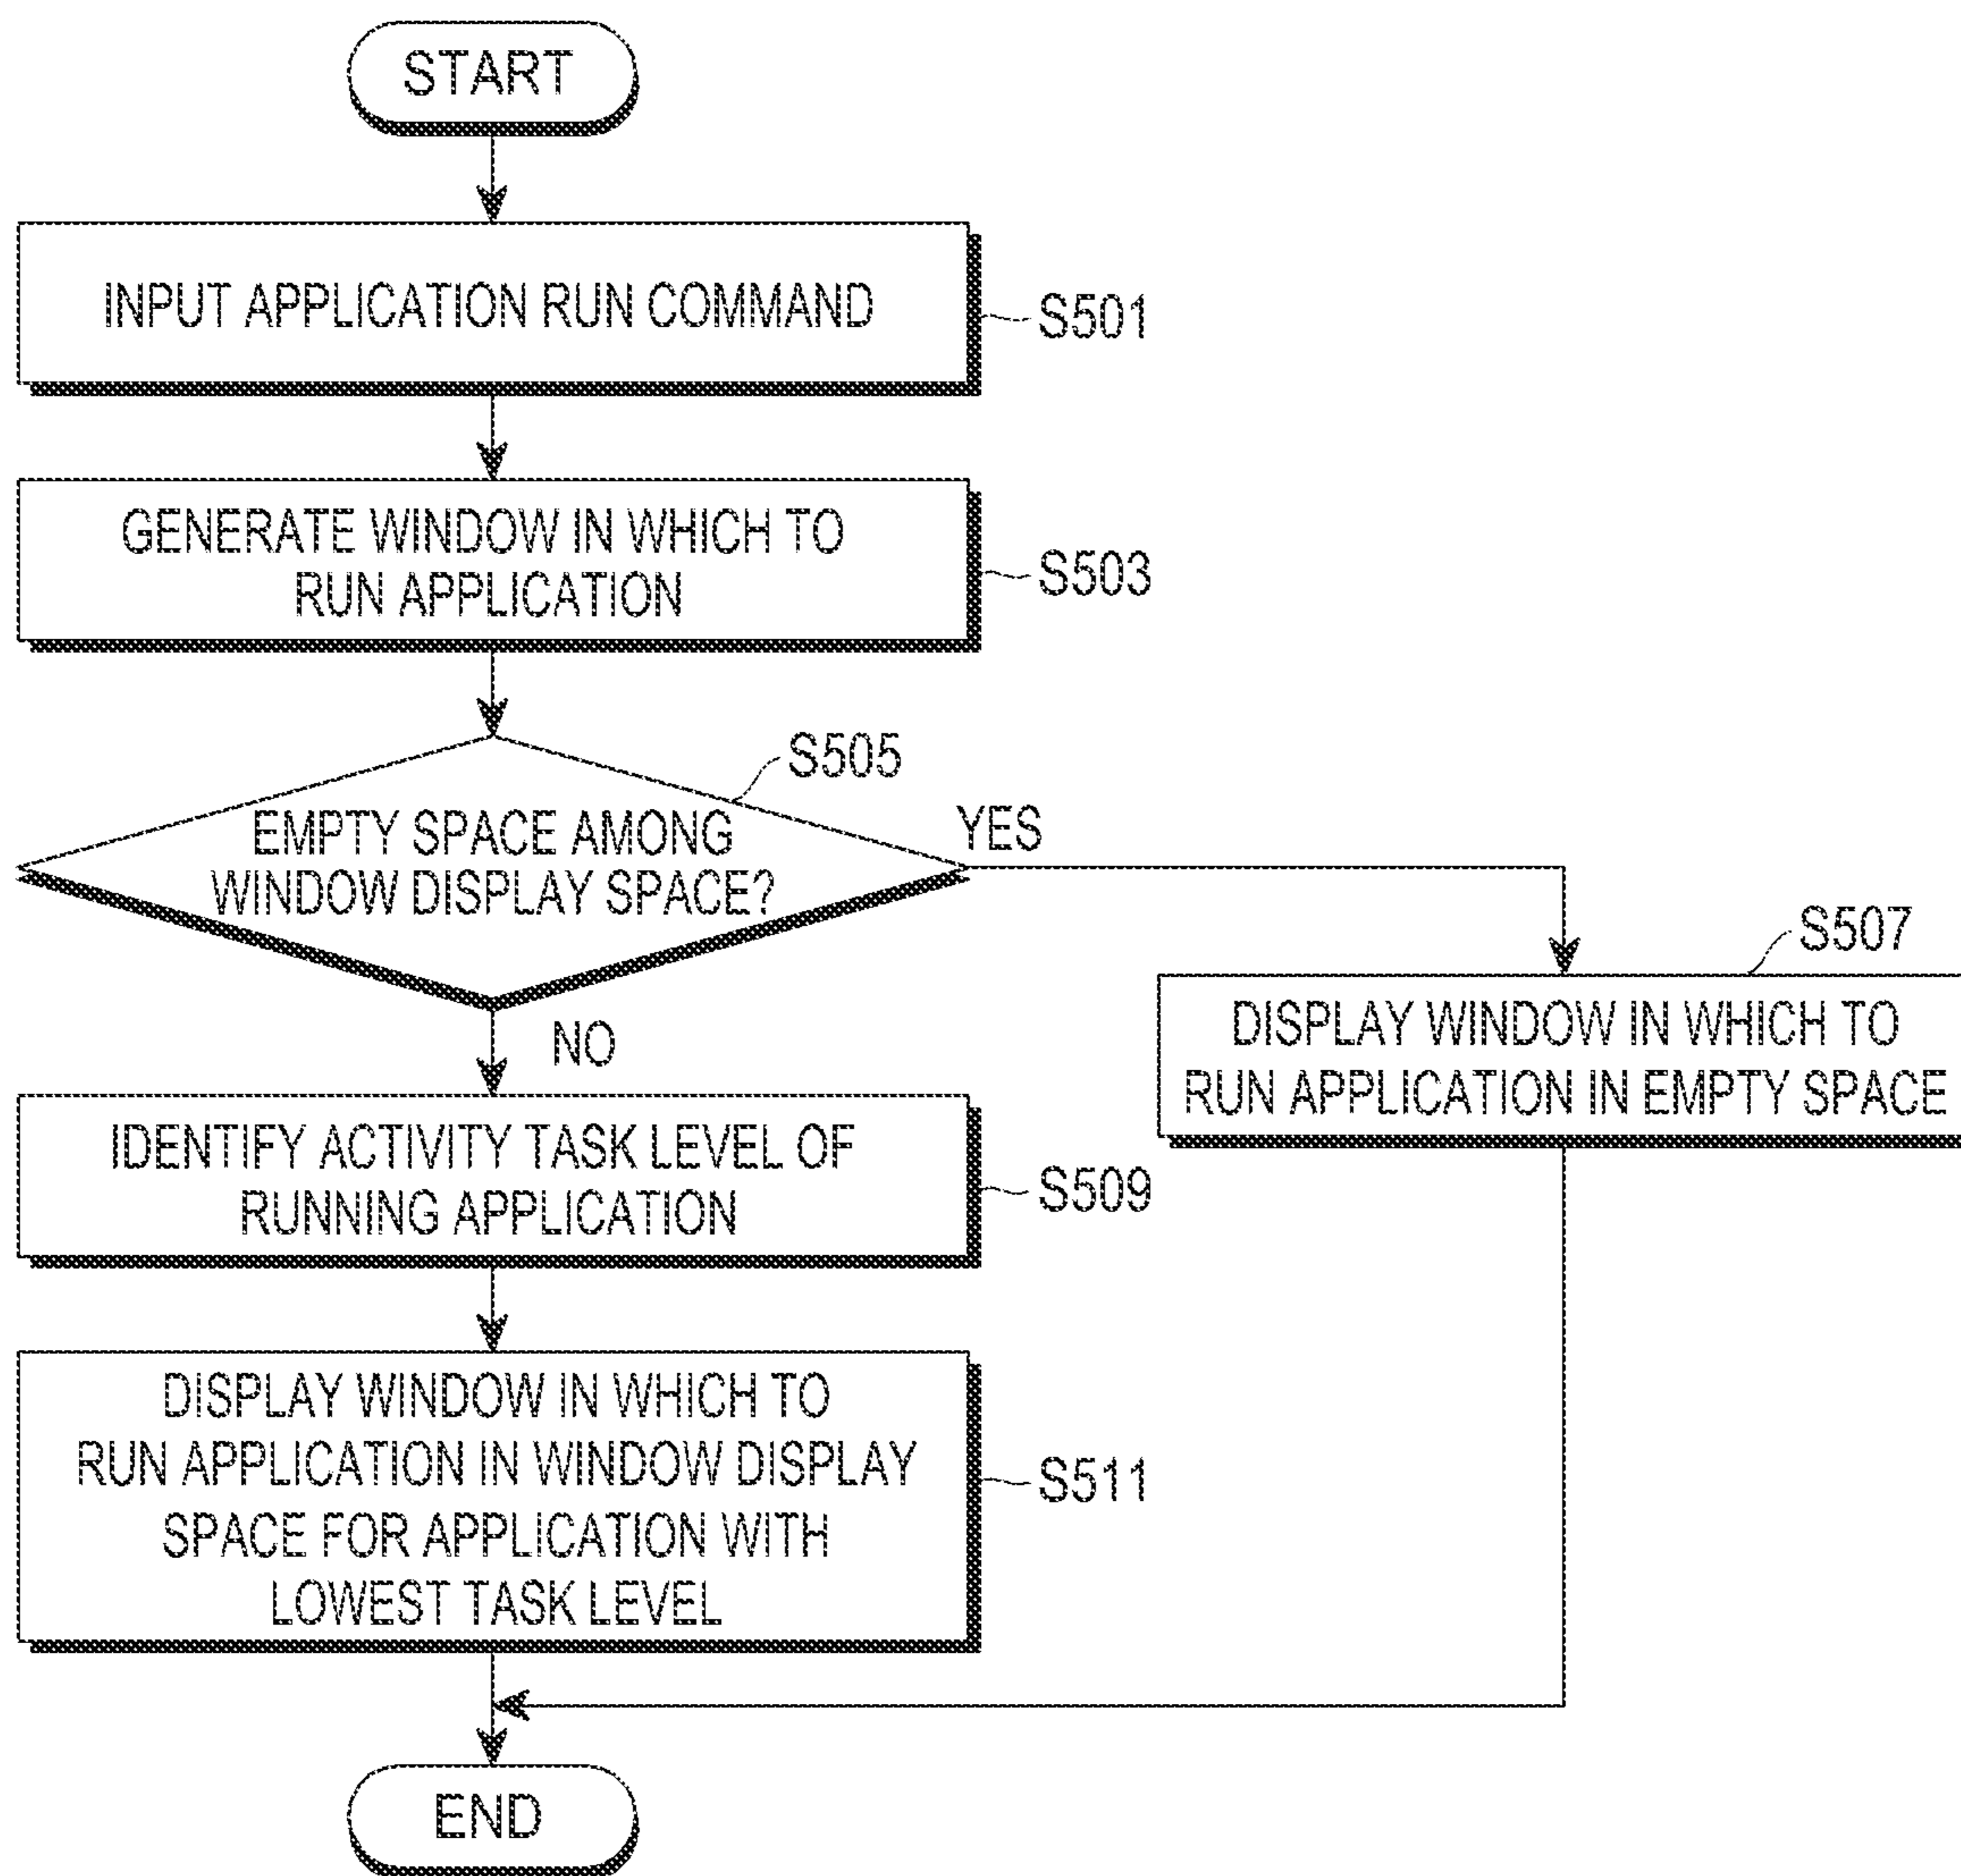 START
INPUT APPLICATION RUN COMMAND
S501
GENERATE WINDOW IN WHICH TO
RUN APPLICATION
S503
S505
EMPTY SPACE AMONG
WINDOW DISPLAY SPACE?
YES
NO
S507
DISPLAY WINDOW IN WHICH TO
RUN APPLICATION IN EMPTY SPACE
IDENTIFY ACTIVITY TASK LEVEL OF
RUNNING APPLICATION
S509
DISPLAY WINDOW IN WHICH TO
RUN APPLICATION IN WINDOW DISPLAY
SPACE FOR APPLICATION WITH
LOWEST TASK LEVEL
S511
END